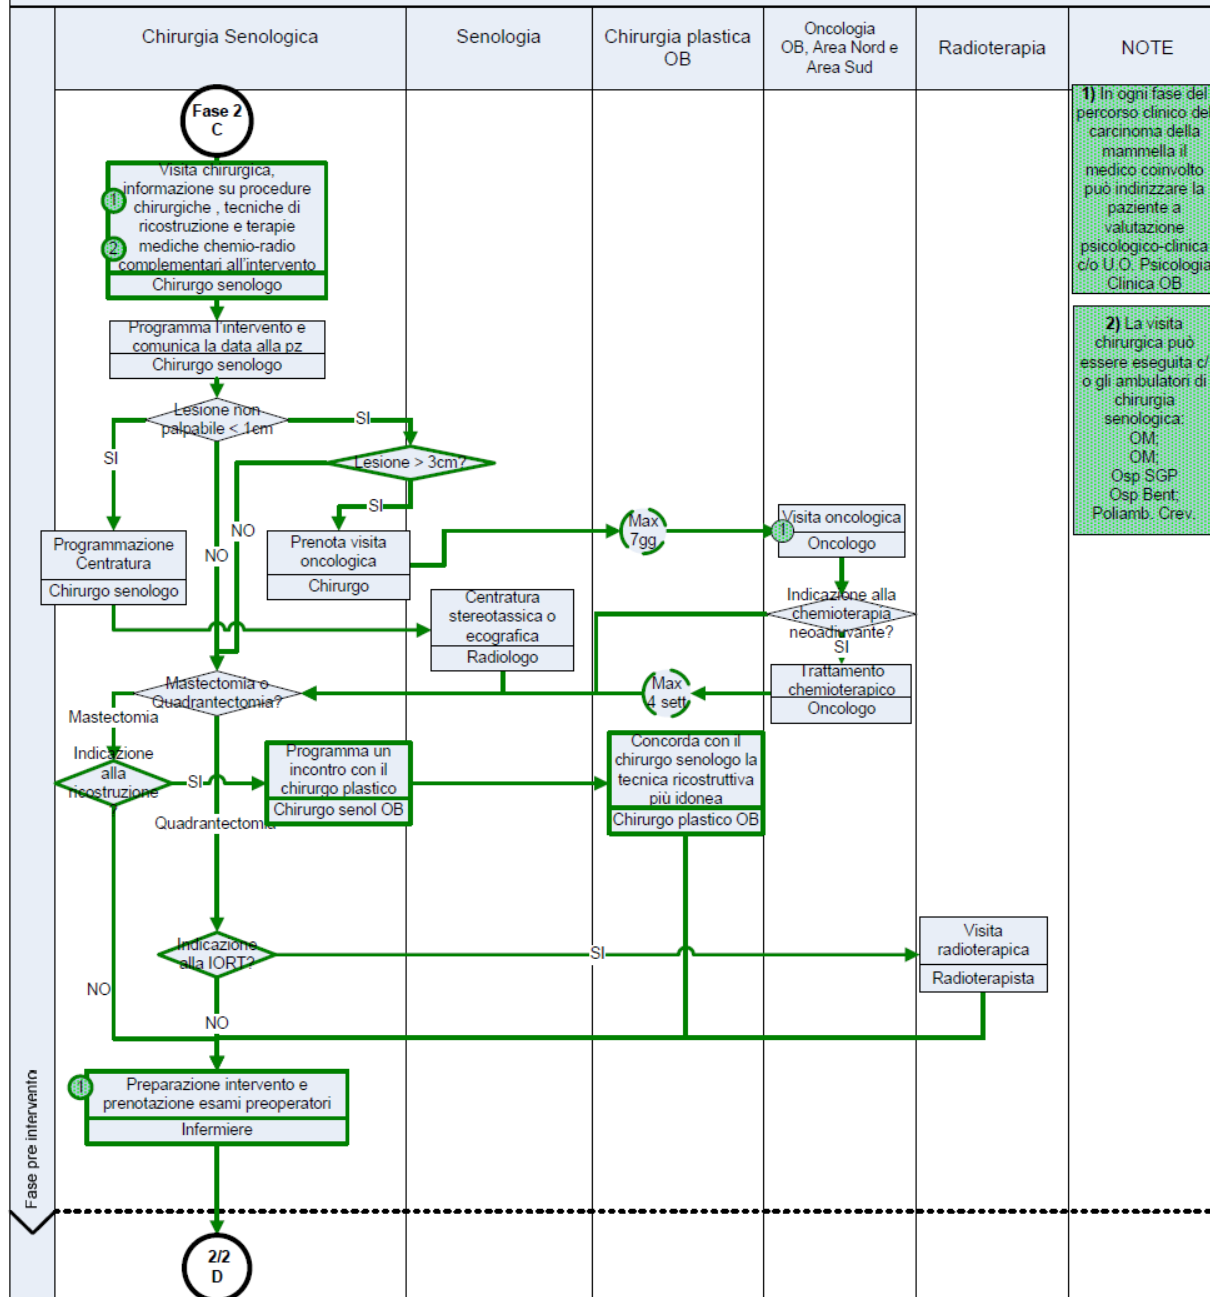 Chirurgia Senologica
Senologia
Chirurgia plastica
OB
Oncologia
OB, Area Nord e
Area Sud
Radioterapia
NOTE
Fase 2
C
Visita chirurgica,
informazione su procedure
chirurgiche , tecniche di
ricostruzione e terapie
mediche chemio-radio
complementari all'intervento
1
2
Chirurgo senologo
Programma l'intervento e
comunica la data alla pz
Chirurgo senologo
Lesione non
palpabile < 1cm
SI
SI
Lesione > 3cm?
SI
NO
NO
Programmazione
Centratura
Chirurgo senologo
Prenota visita
oncologica
Chirurgo
Max
7gg
1
Visita oncologica
Oncologo
Centratura
stereotassica o
ecografica
Radiologo
Indicazione alla
chemioterapia
neoadiuvante?
SI
Trattamento
chemioterapico
Oncologo
Max
4 sett
Mastectomia o
Quadrantectomia?
Mastectomia
Indicazione
alla
ricostruzione
?
SI
Programma un
incontro con il
chirurgo plastico
Chirurgo senol OB
Concorda con il
chirurgo senologo la
tecnica ricostruttiva
più idonea
Chirurgo plastico OB
Quadrantectomia
Indicazione
alla IORT?
SI
Visita
radioterapica
Radioterapista
NO
NO
1
Preparazione intervento e
prenotazione esami preoperatori
Infermiere
Fase pre intervento
2/2
D
1) In ogni fase del
percorso clinico del
carcinoma della
mammella il
medico coinvolto
può indirizzare la
paziente a
valutazione
psicologico-clinica
c/o U.O. Psicologia
Clinica OB
2) La visita
chirurgica può
essere eseguita c/
o gli ambulatori di
chirurgia
senologica:
OM;
OM;
Osp SGP
Osp Bent;
Poliamb. Crev.